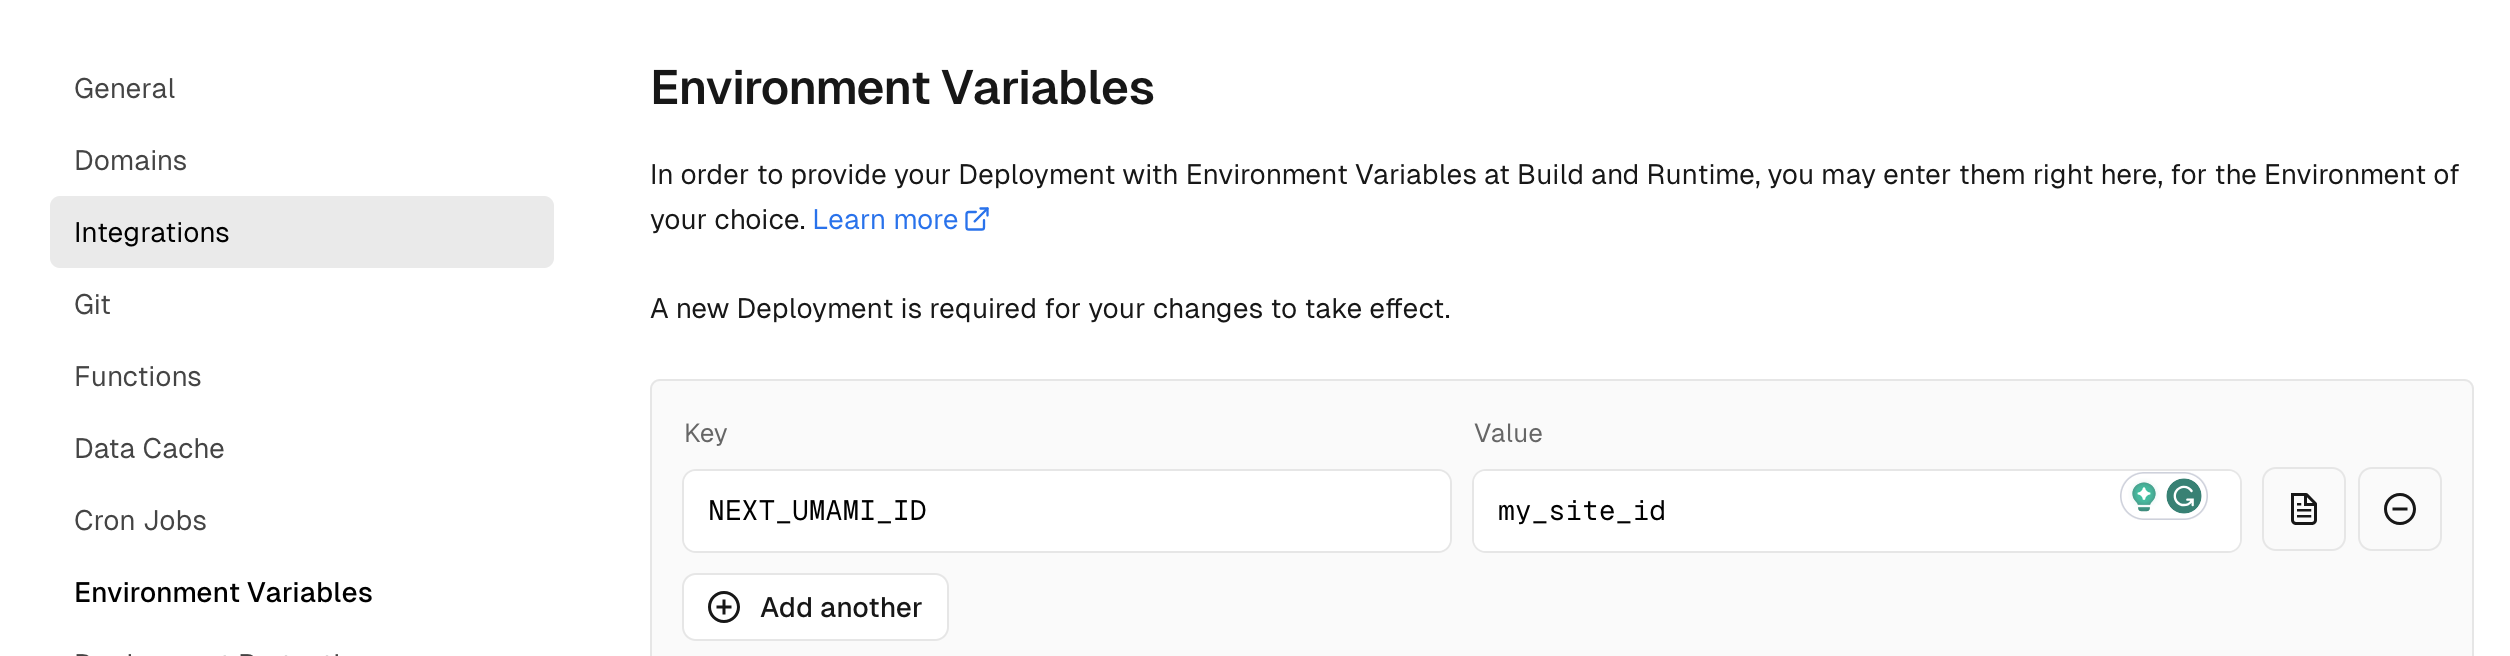 General
Domains
Integrations
Git
Functions
Data Cache
Cron Jobs
Environment Variables
Environment Variables
In order to provide your Deployment with Environment Variables at Build and Runtime, you may enter them right here, for the Environment of
your choice. Learn more
A new Deployment is required for your changes to take effect.
Key Value
NEXT_UMAMI_ID my_site_id
Add another